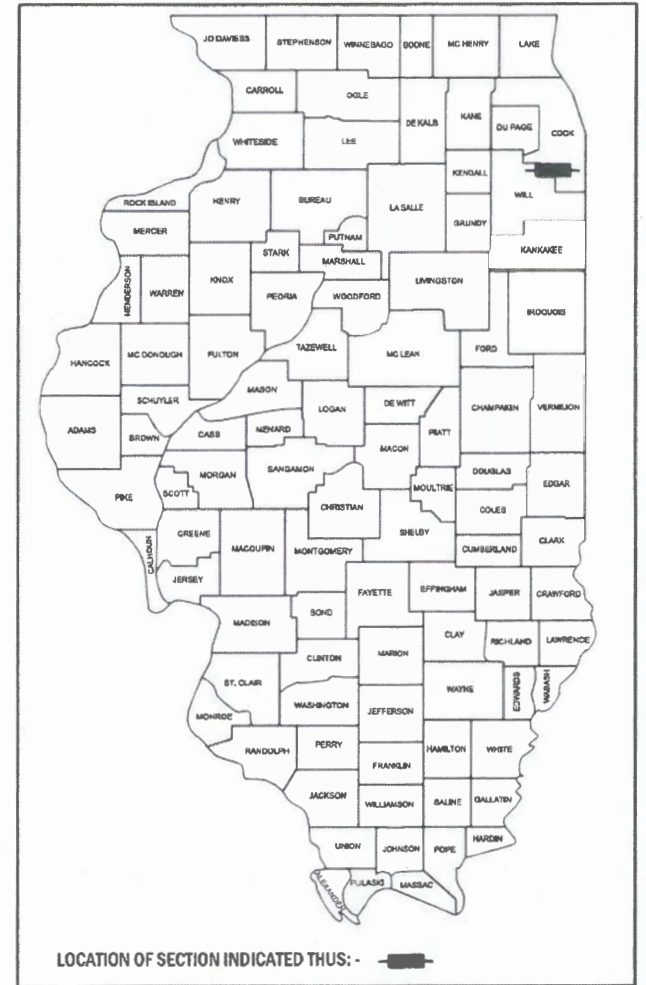 JO DAVIESS STEPHENSON WINNEBAGO BOONE MC HENRY LAKE
CARROLL OGLE DE KALB KANE DU PAGE COOK
WHITESIDE LEE KENDALL WILL
ROCK ISLAND HENRY BUREAU LA SALLE GRUNDY
MERCER PUTNAM KANKAKEE
STARK MARSHALL
HENDERSON WARREN KNOX PEORIA WOODFORD LIVINGSTON IROQUOIS
HANCOCK MC DONOUGH FULTON TAZEWELL MC LEAN FORD
SCHUYLER MASON LOGAN DE WITT CHAMPAIGN VERMILION
ADAMS BROWN CASS MENARD MACON PIATT
PIKE SCOTT MORGAN SANGAMON MOULTRIE DOUGLAS EDGAR
CHRISTIAN COLES
CALHOUN GREENE MACOUPIN MONTGOMERY SHELBY CUMBERLAND CLARK
JERSEY FAYETTE EFFINGHAM JASPER CRAWFORD
MADISON BOND CLAY RICHLAND LAWRENCE
CLINTON MARION
ST. CLAIR WAYNE EDWARDS WABASH
MONROE WASHINGTON JEFFERSON
RANDOLPH PERRY HAMILTON WHITE
FRANKLIN
JACKSON WILLIAMSON SALINE GALLATIN
UNION JOHNSON POPE HARDIN
ALEXANDER PULASKI MASSAC
LOCATION OF SECTION INDICATED THUS: -